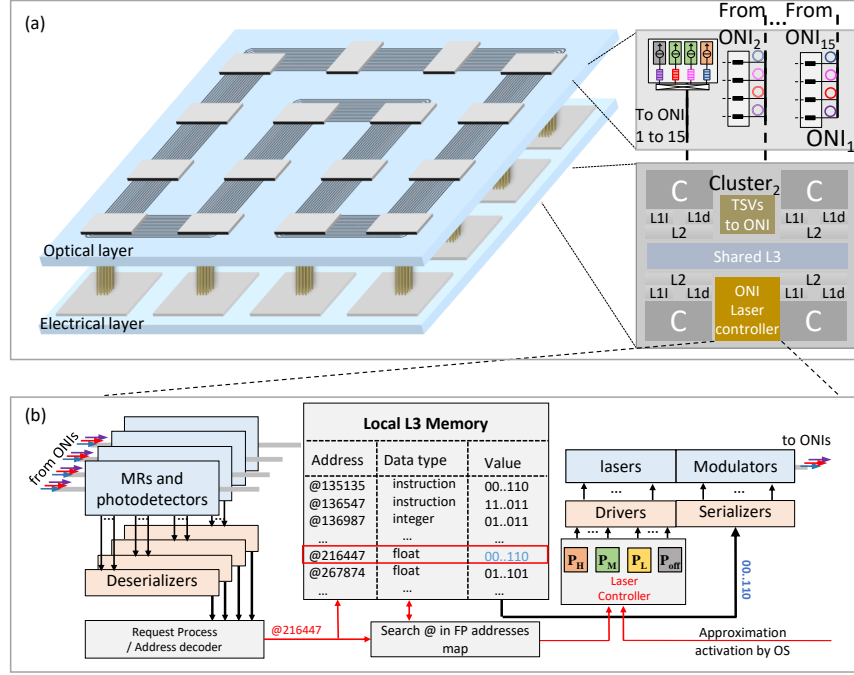 (a)
Optical layer
Electrical layer
From ... From
ONI2 ONI15
To ONI
1 to 15
ONI1
Cluster2
C C
TSVs
to ONI
L1I L1d L1I L1d
L2 L2
Shared L3
L2 L2
L1I L1d L1I L1d
ONI
Laser
controller
C C
(b)
from ONIs
MRs and
photodetectors
...
Deserializers
Request Process
/ Address decoder
@216447
Local L3 Memory
Address Data type Value
@135135 instruction 00..110
@136547 instruction 11..011
@136987 integer 01..011
... ... ...
@216447 float 00..110
@267874 float 01..101
... ... ...
Search @ in FP addresses
map
to ONIs
lasers Modulators
... ...
Drivers Serializers
... ...
PH PM PL Poff
Laser
Controller
00..110
Approximation
activation by OS